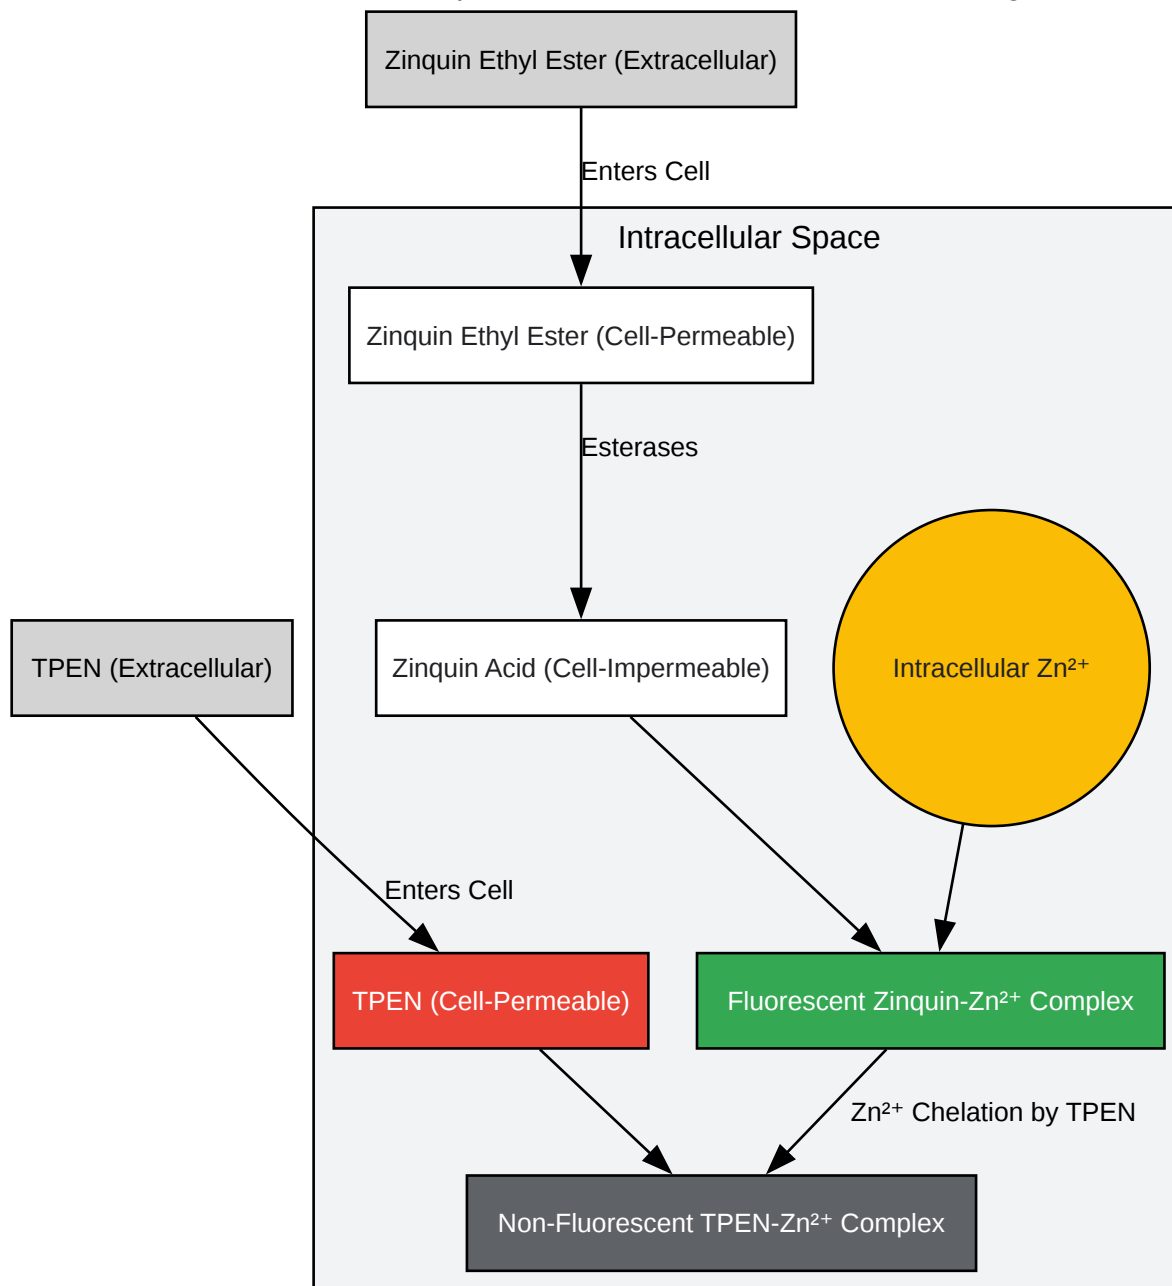 Zinquin Ethyl Ester (Extracellular)
Enters Cell
Intracellular Space
Zinquin Ethyl Ester (Cell-Permeable)
Esterases
TPEN (Extracellular)
Zinquin Acid (Cell-Impermeable)
Intracellular Zn²⁺
Enters Cell
TPEN (Cell-Permeable)
Fluorescent Zinquin-Zn²⁺ Complex
Zn²⁺ Chelation by TPEN
Non-Fluorescent TPEN-Zn²⁺ Complex